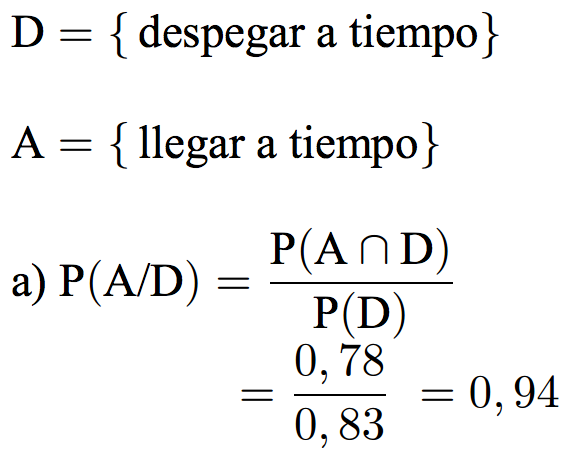 D = { despegar a tiempo}
A = { llegar a tiempo}
a) P(A/D) = P(A ∩ D) / P(D)
= 0, 78 / 0, 83 = 0, 94